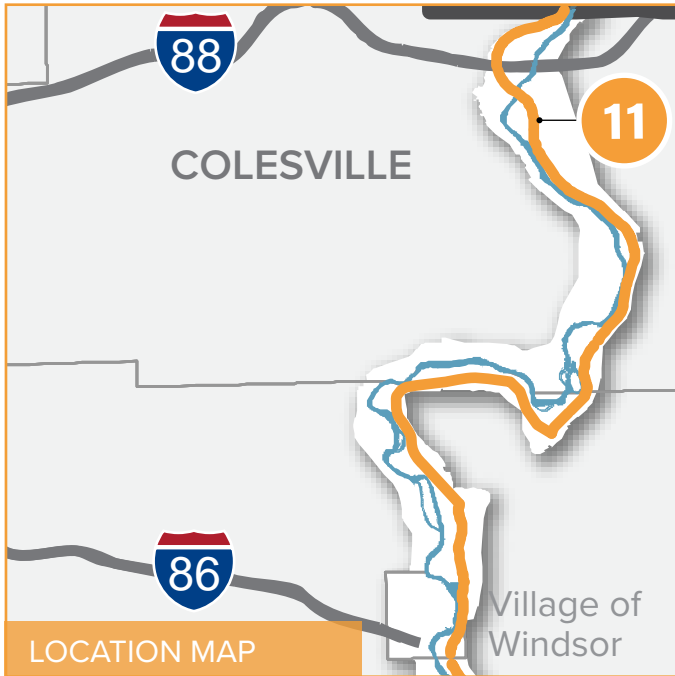 88
11
COLESVILLE
86
Village of
Windsor
LOCATION MAP